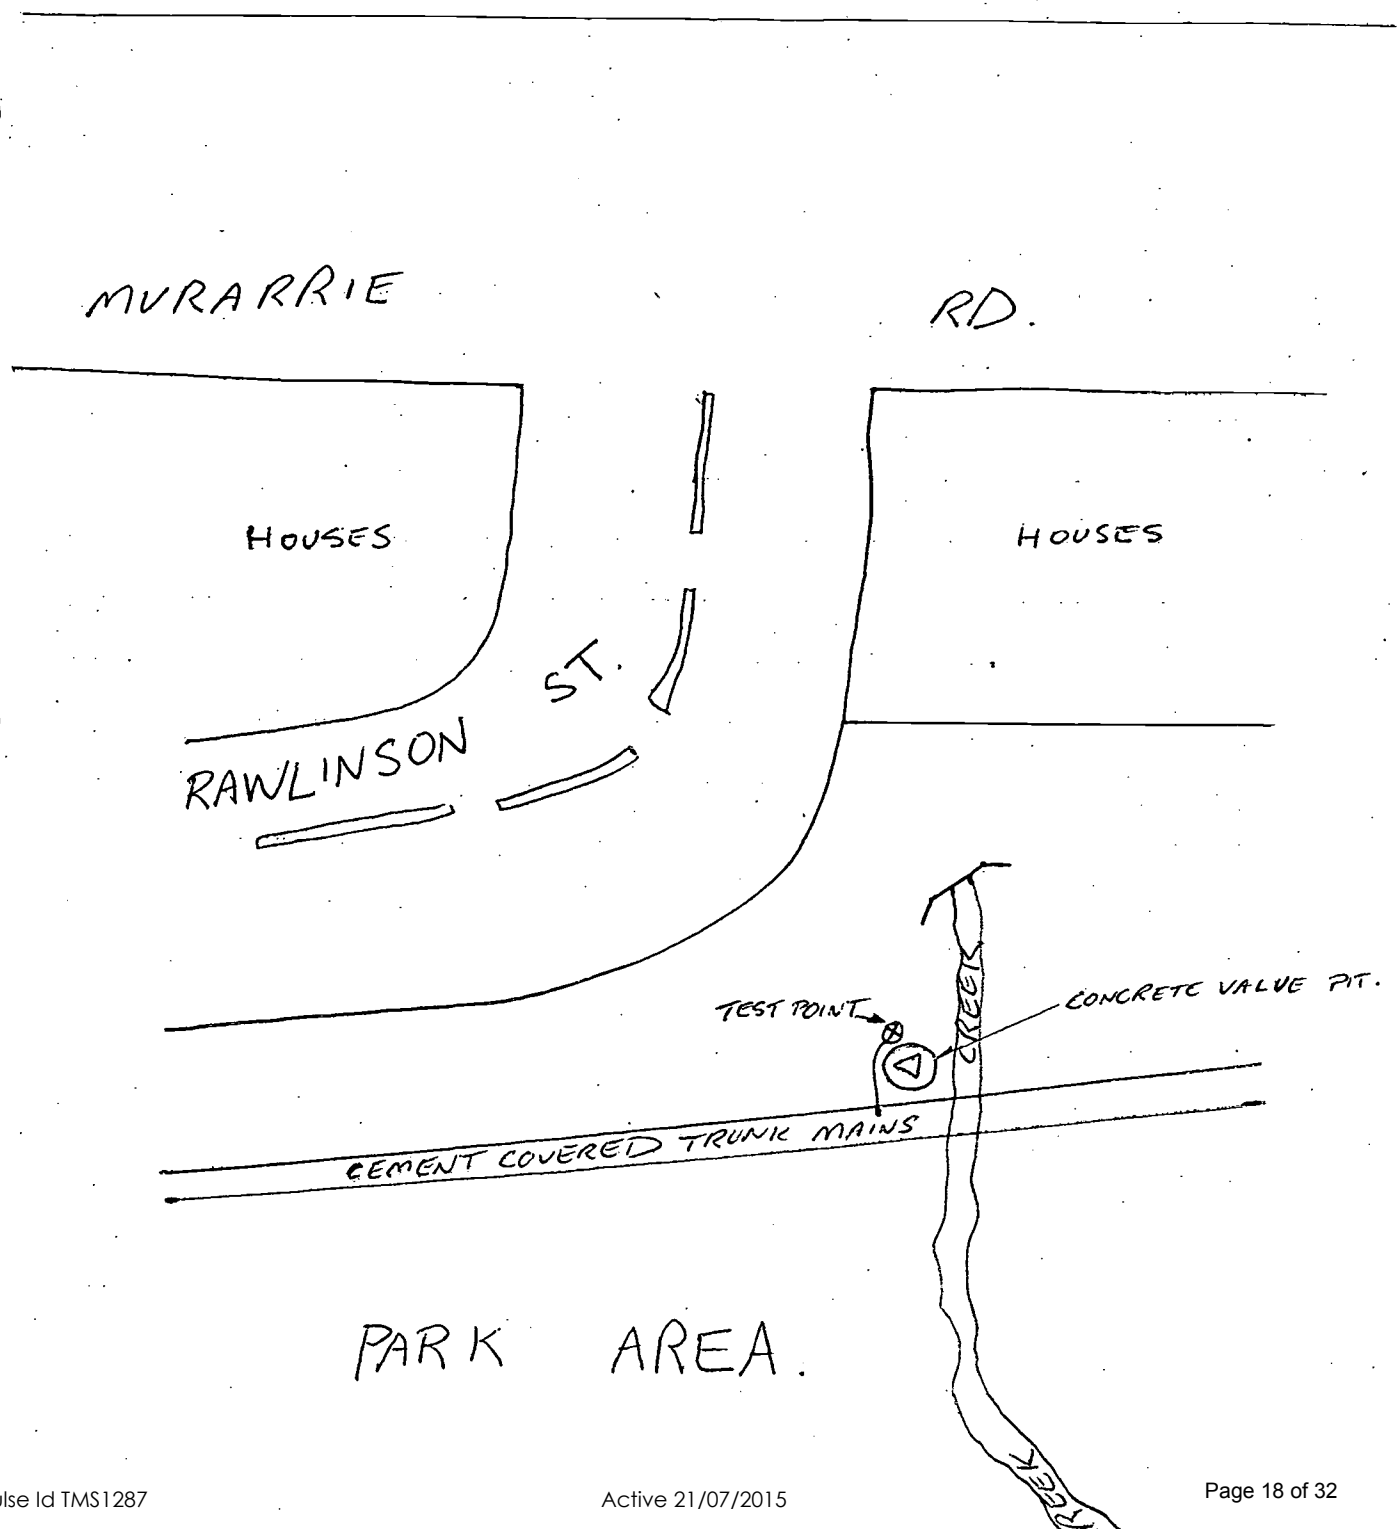 MURARRIE RD.
HOUSES
HOUSES
RAWLINSON ST.
CREEK
TEST POINT
CONCRETE VALVE PIT.
CEMENT COVERED TRUNK MAINS
PARK AREA.
CREEK
Id TMS1287
Active 21/07/2015
Page 18 of 32